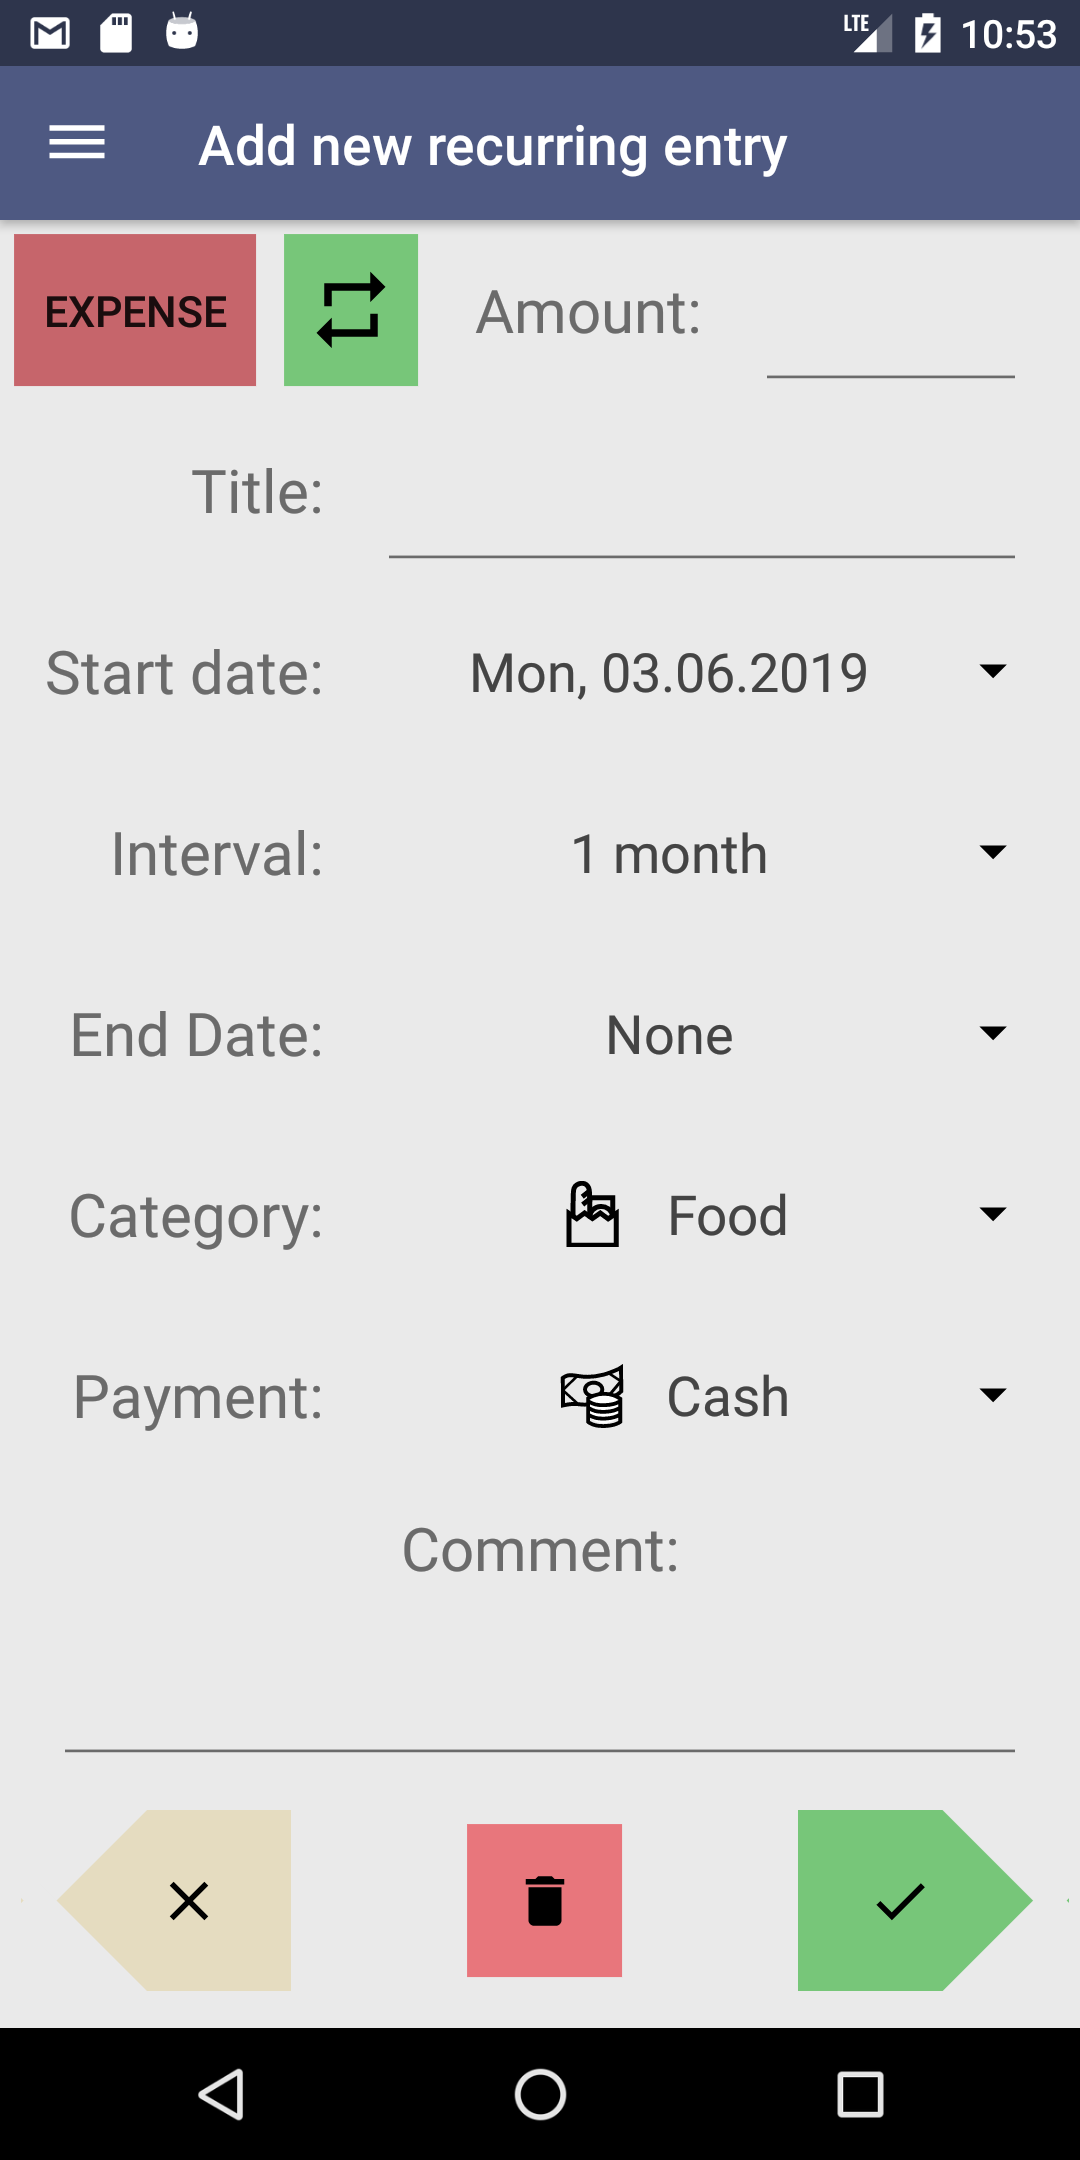 LTE 10:53
Add new recurring entry
EXPENSE
Amount:
Title:
Start date: Mon, 03.06.2019
Interval: 1 month
End Date: None
Category: Food
Payment: Cash
Comment: